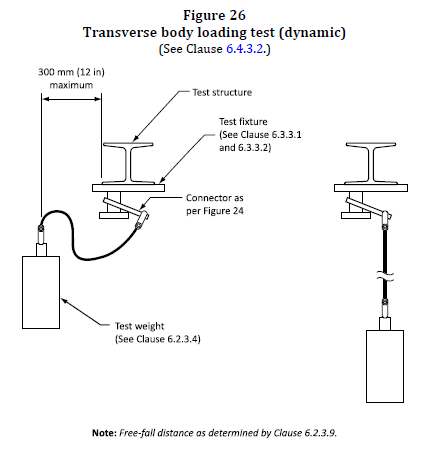 Figure 26
Transverse body loading test (dynamic)
(See Clause 6.4.3.2.)
300 mm (12 in)
maximum
Test structure
Test fixture
(See Clause 6.3.3.1
and 6.3.3.2)
Connector as
per Figure 24
Test weight
(See Clause 6.2.3.4)
Note: Free-fall distance as determined by Clause 6.2.3.9.